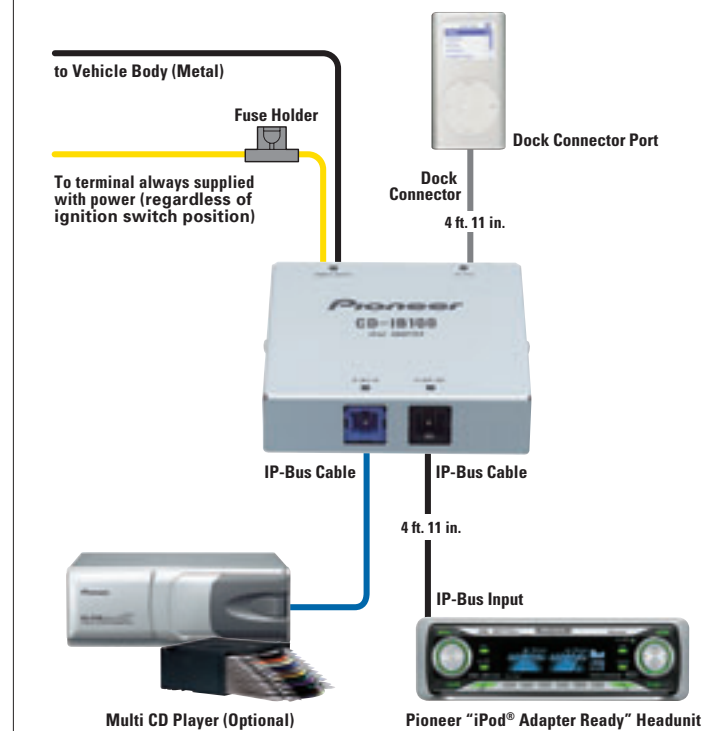 to Vehicle Body (Metal)
Fuse Holder
To terminal always supplied
with power (regardless of
ignition switch position)
Dock Connector Port
Dock
Connector
4 ft. 11 in.
Pioneer
CD-IB100
IP-Bus Cable
IP-Bus Cable
4 ft. 11 in.
IP-Bus Input
Pioneer
Multi CD Player (Optional)
Pioneer “iPod® Adapter Ready” Headunit